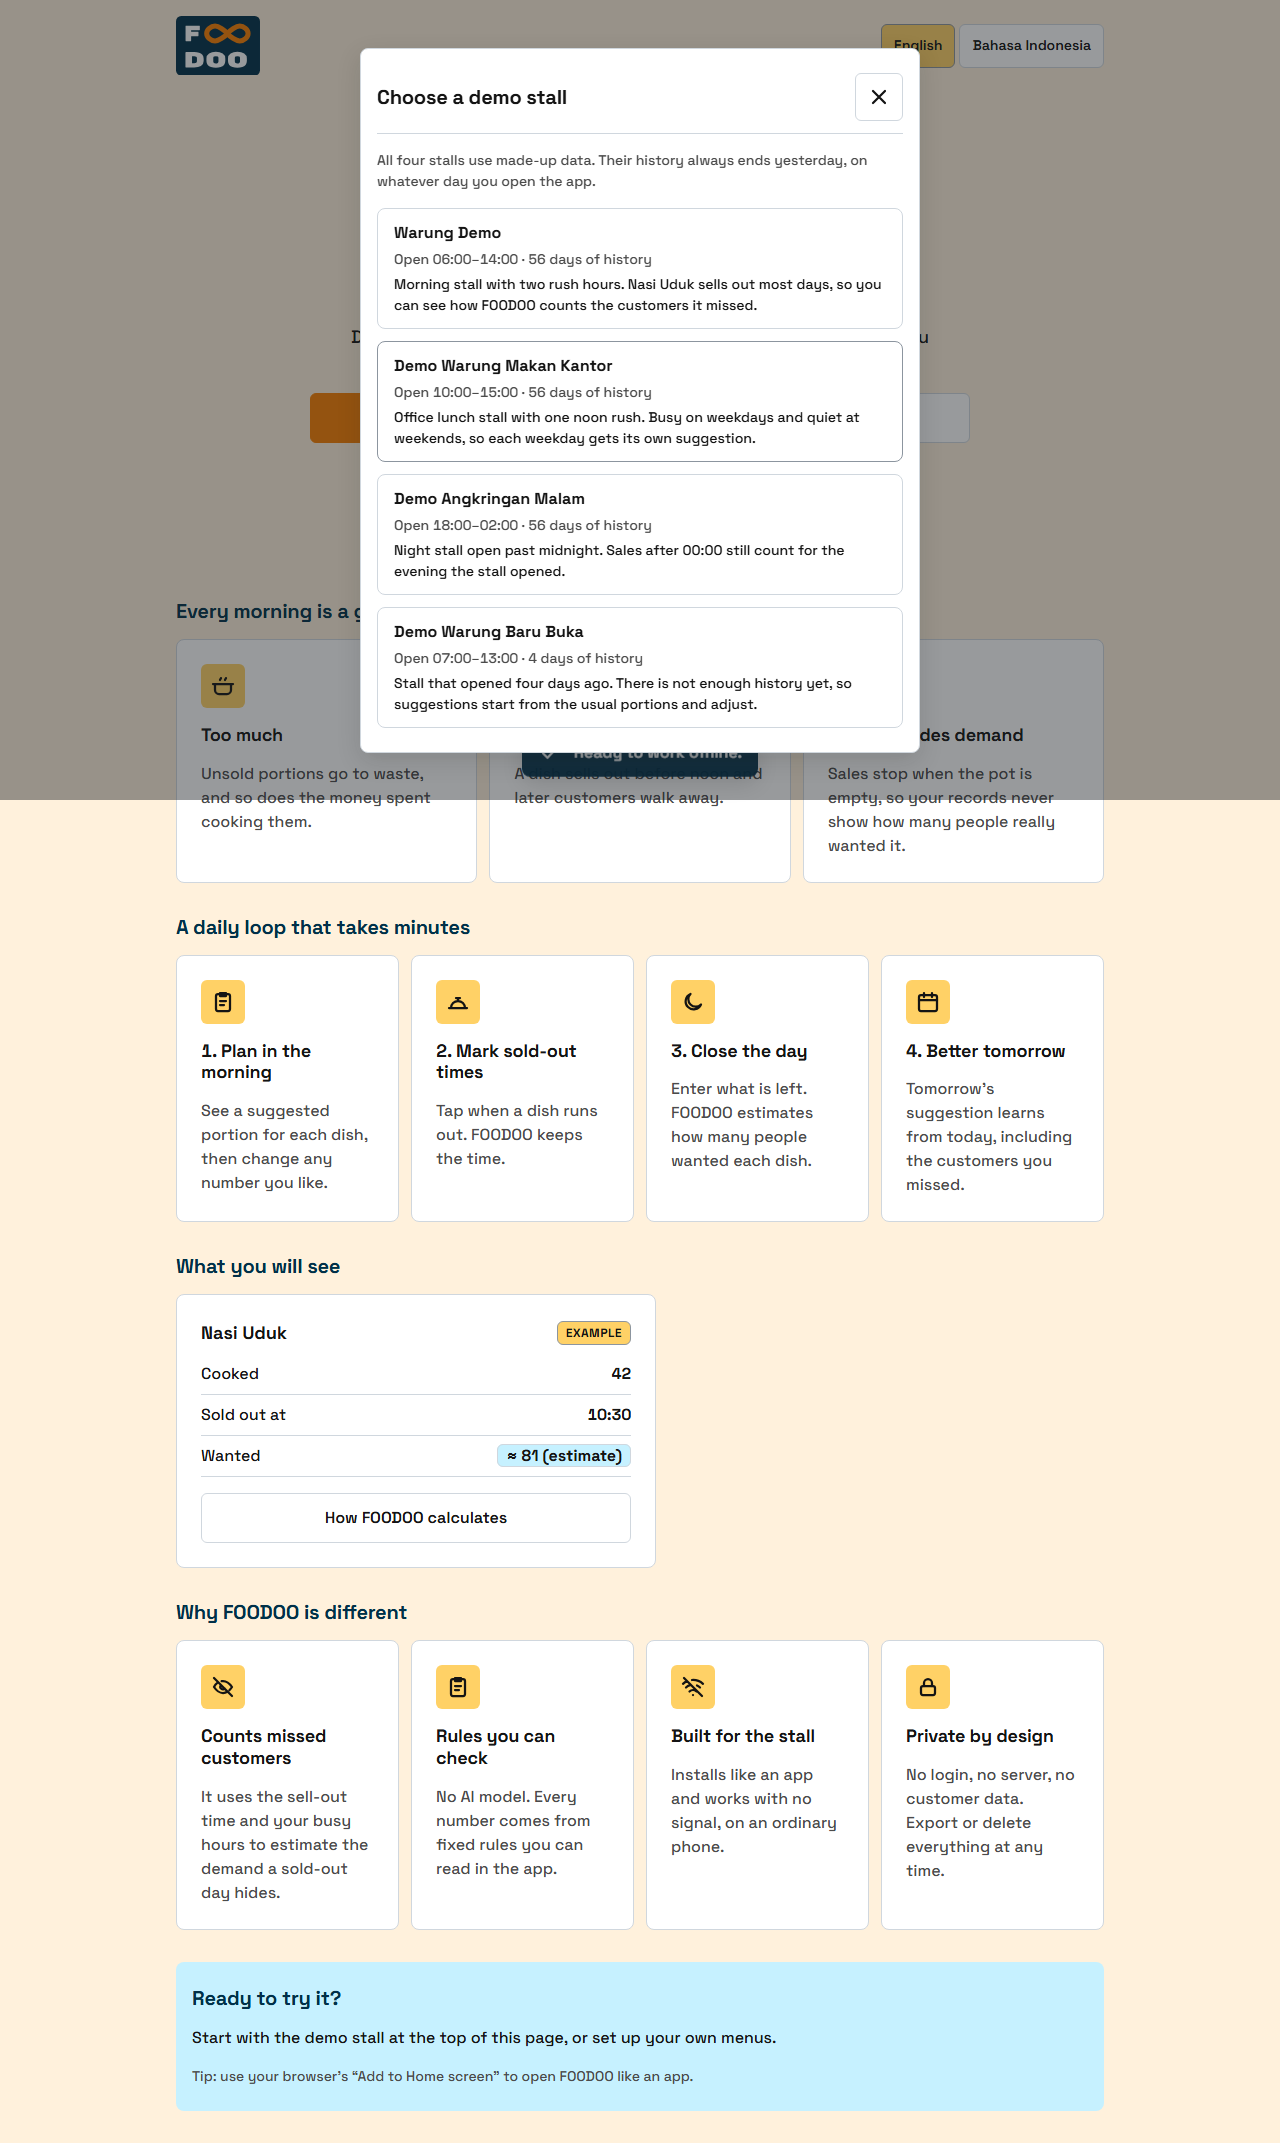 F∞
DOO
English
Bahasa Indonesia
Choose a demo stall
All four stalls use made-up data. Their history always ends yesterday, on
whatever day you open the app.
Warung Demo
Open 06:00–14:00 · 56 days of history
Morning stall with two rush hours. Nasi Uduk sells out most days, so you
can see how FOODOO counts the customers it missed.
Demo Warung Makan Kantor
Open 10:00–15:00 · 56 days of history
Office lunch stall with one noon rush. Busy on weekdays and quiet at
weekends, so each weekday gets its own suggestion.
Demo Angkringan Malam
Open 18:00–02:00 · 56 days of history
Night stall open past midnight. Sales after 00:00 still count for the
evening the stall opened.
Demo Warung Baru Buka
Open 07:00–13:00 · 4 days of history
Stall that opened four days ago. There is not enough history yet, so
suggestions start from the usual portions and adjust.
Every morning is a
Too much
Unsold portions go to waste,
and so does the money spent
cooking them.
Ready to work offline.
A dish sells out before noon and
later customers walk away.
des demand
Sales stop when the pot is
empty, so your records never
show how many people really
wanted it.
A daily loop that takes minutes
1. Plan in the
morning
See a suggested
portion for each dish,
then change any
number you like.
2. Mark sold-out
times
Tap when a dish runs
out. FOODOO keeps
the time.
3. Close the day
Enter what is left.
FOODOO estimates
how many people
wanted each dish.
4. Better tomorrow
Tomorrow's
suggestion learns
from today, including
the customers you
missed.
What you will see
Nasi Uduk
EXAMPLE
Cooked 42
Sold out at 10:30
Wanted ≈ 81 (estimate)
How FOODOO calculates
Why FOODOO is different
Counts missed
customers
It uses the sell-out
time and your busy
hours to estimate the
demand a sold-out
day hides.
Rules you can
check
No AI model. Every
number comes from
fixed rules you can
read in the app.
Built for the stall
Installs like an app
and works with no
signal, on an ordinary
phone.
Private by design
No login, no server, no
customer data.
Export or delete
everything at any
time.
Ready to try it?
Start with the demo stall at the top of this page, or set up your own menus.
Tip: use your browser's “Add to Home screen” to open FOODOO like an app.